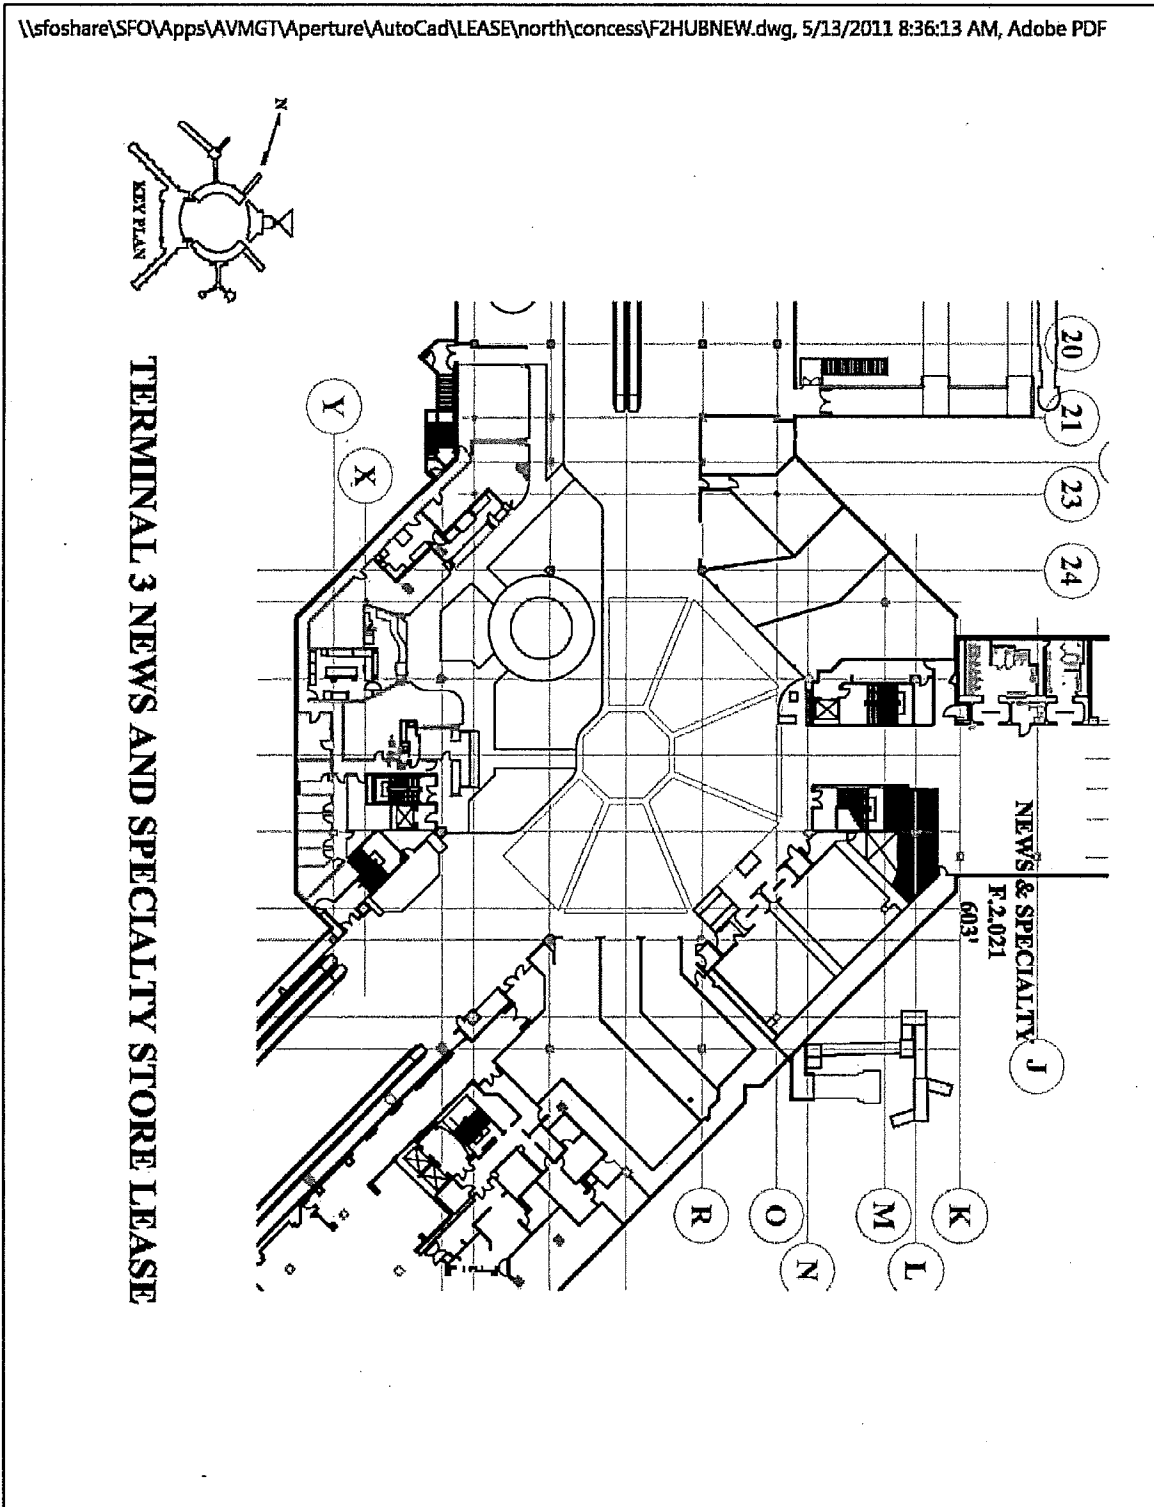 \\sfoshare\SFO\Apps\AVMGT\Aperture\AutoCad\LEASE\north\concess\F2HUBNEW.dwg, 5/13/2011 8:36:13 AM, Adobe PDF
N
KEY PLAN
20
21
23
24
Y
X
NEWS & SPECIALTY
F.2.021
603'
J
K
L
M
N
O
R
TERMINAL 3 NEWS AND SPECIALTY STORE LEASE